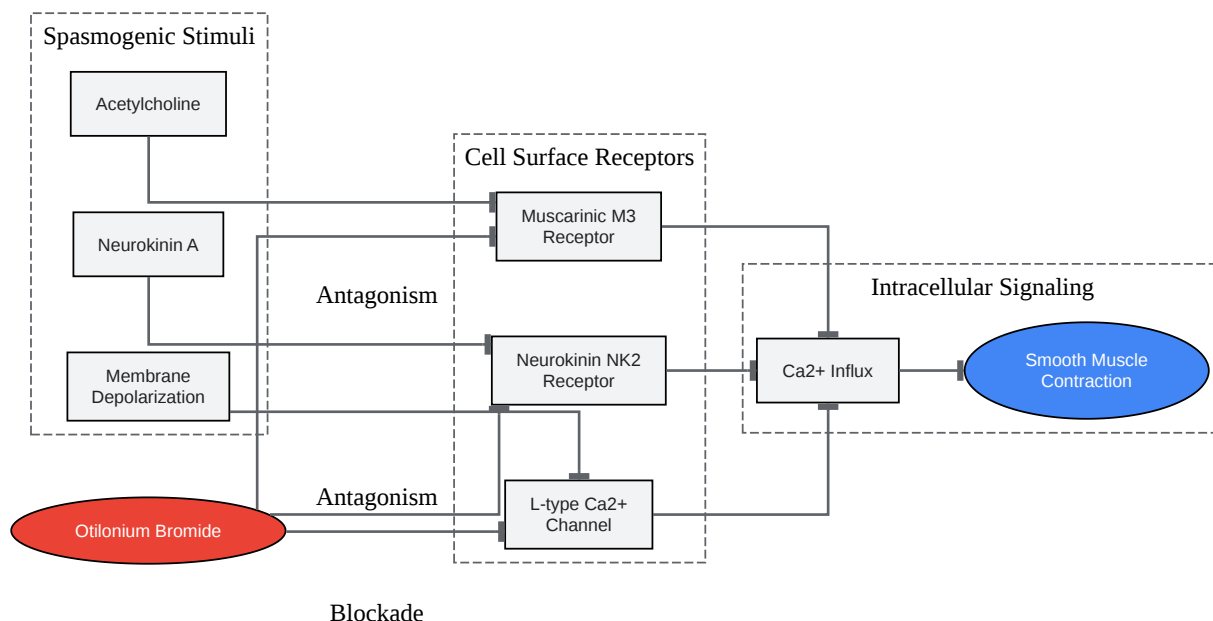 Spasmogenic Stimuli
Acetylcholine
Cell Surface Receptors
Muscarinic M3
Receptor
Neurokinin A
Antagonism
Intracellular Signaling
Neurokinin NK2
Receptor
Ca2+ Influx
Smooth Muscle
Contraction
Membrane
Depolarization
Antagonism
L-type Ca2+
Channel
Otilonium Bromide
Blockade